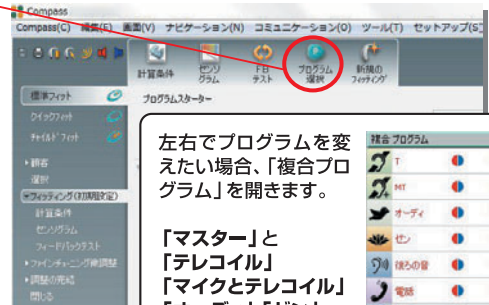 Compass
Compass(C) 編集(E) 画面(V) ナビゲーション(N) コミュニケーション(O) ツール(T) セットアップ(S
計算条件
センソ
グラム
FB
テスト
プログラム
選択
新規の
フィッティング
標準フィット
プログラムスターター
クイックフィット
チャイルドフィット
顧客
選択
フィッティング(初期設定)
計算条件
センソグラム
フィードバックテスト
ファインチューニング微調整
調整の完結
閉じる
左右でプログラムを変
えたい場合、「複合プロ
グラム」を開きます。
「マスター」と
「テレコイル」
「マイクとテレコイル」
複合プログラム
T
MT
オーディ
ゼン
後ろの音
電話